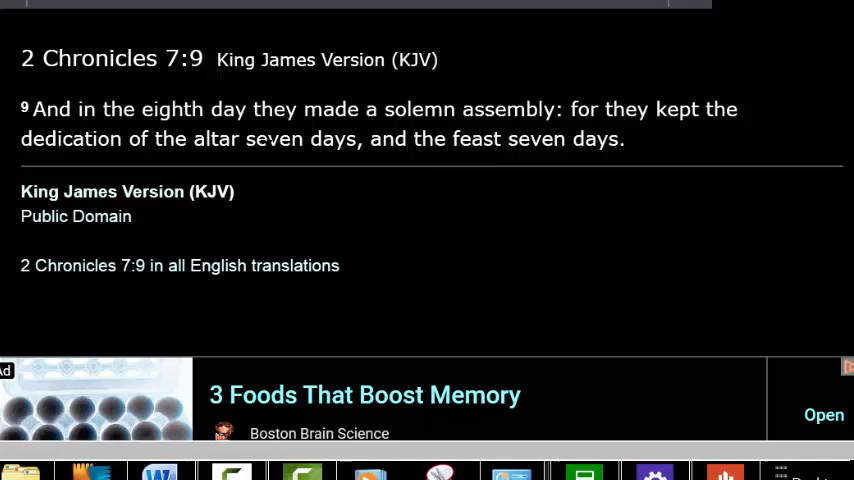 2 Chronicles 7:9 King James Version (KJV)
9 And in the eighth day they made a solemn assembly: for they kept the
dedication of the altar seven days, and the feast seven days.
King James Version (KJV)
Public Domain
2 Chronicles 7:9 in all English translations
Ad
3 Foods That Boost Memory
Boston Brain Science
Open
W